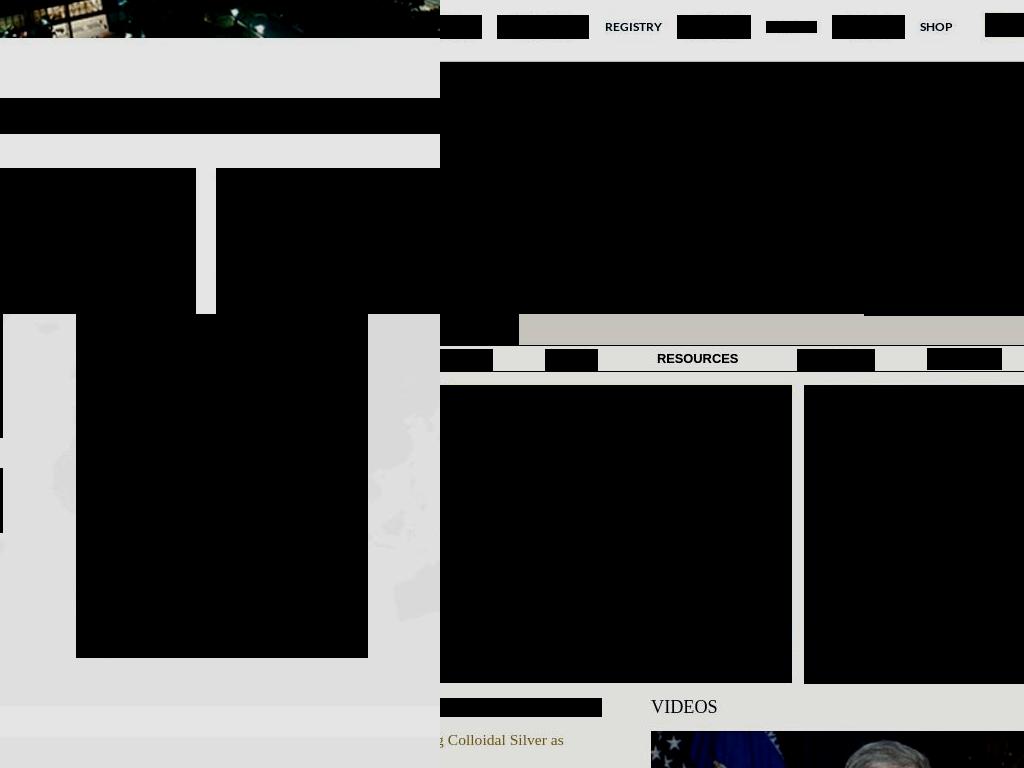 REGISTRY
SHOP
RESOURCES
VIDEOS
Colloidal Silver as